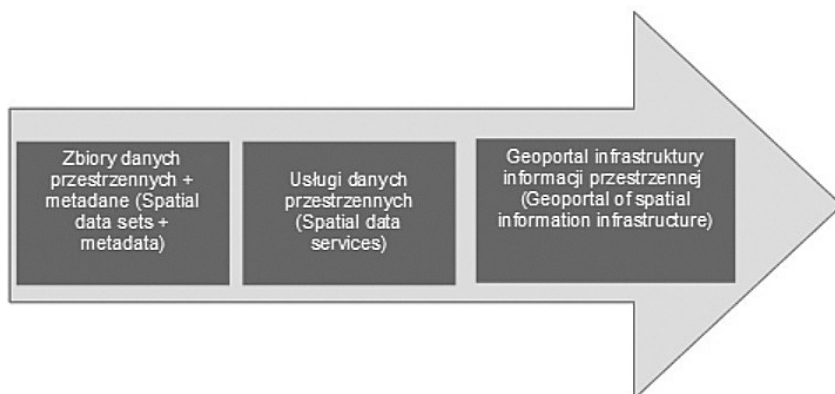 Zbiory danych
przestrzennych +
metadane (Spatial
data sets +
metadata)
Usługi danych
przestrzennych
(Spatial data
services)
Geoportal infrastruktury
informacji przestrzennej
(Geoportal of spatial
information infrastructure)